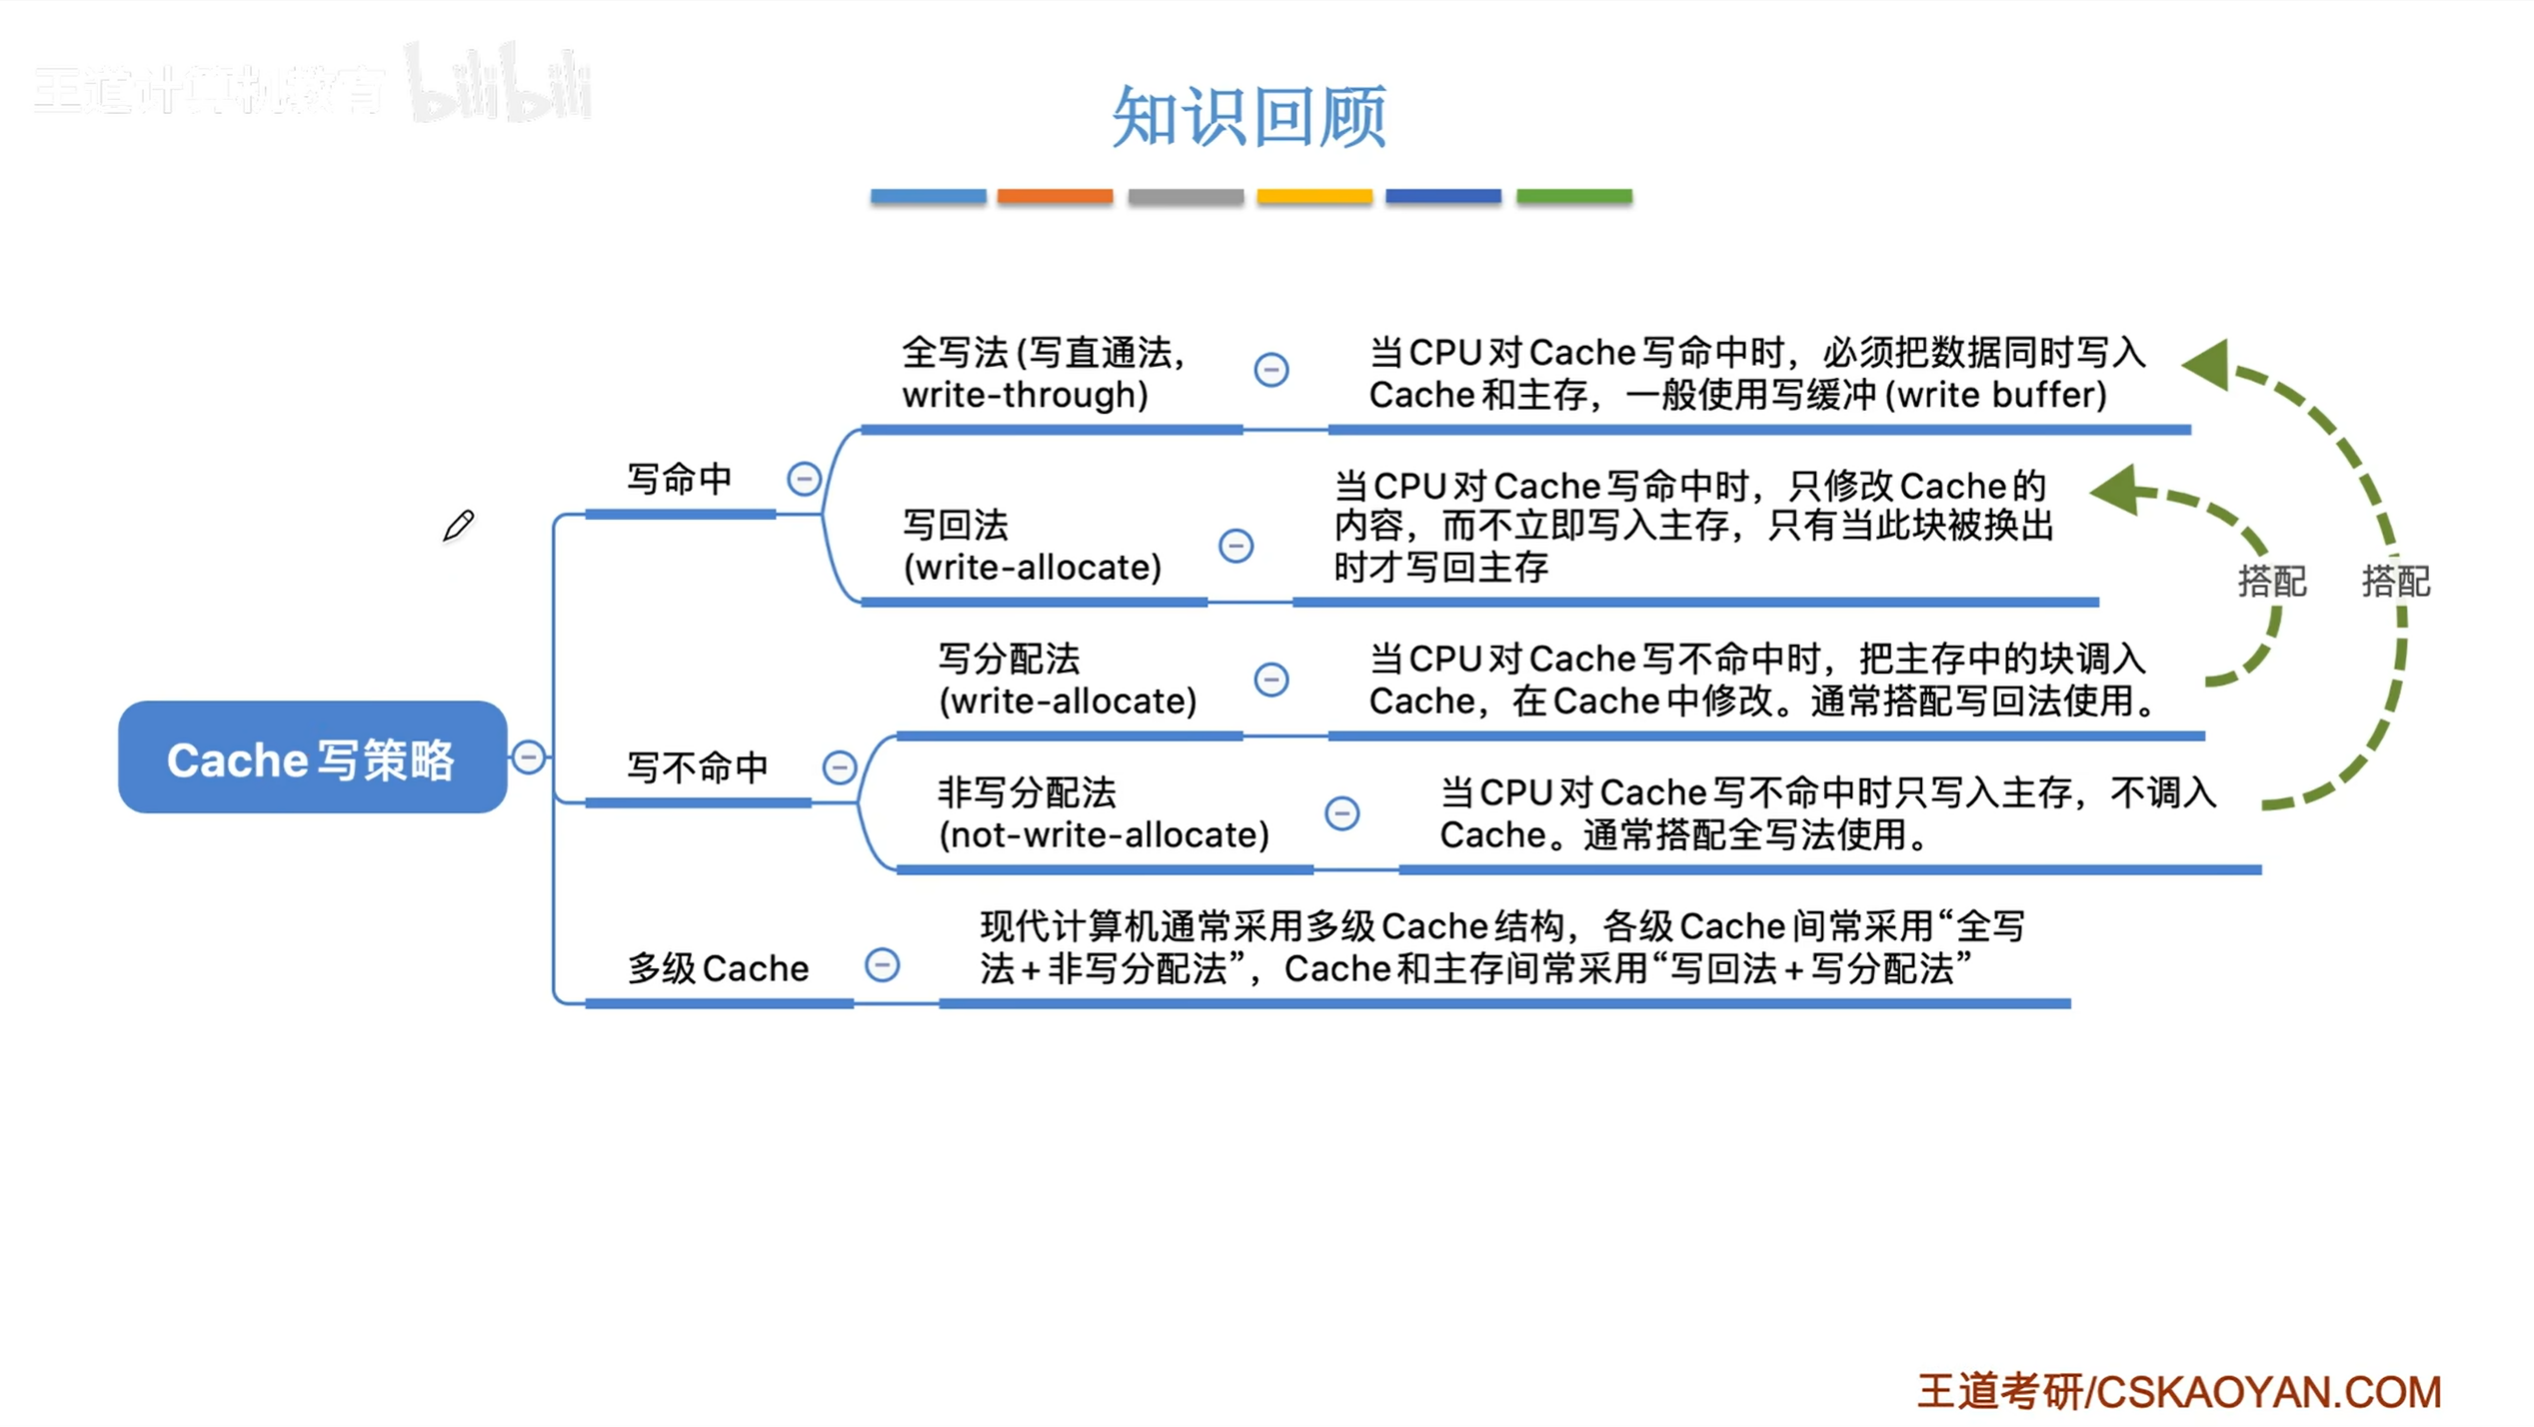 王道计算机教育 bilibili
知识回顾
全写法 (写直通法,
write-through)
当CPU对Cache写命中时，必须把数据同时写入
Cache和主存，一般使用写缓冲 (write buffer)
写命中
写回法
(write-allocate)
当CPU对Cache写命中时，只修改Cache的
内容，而不立即写入主存，只有当此块被换出
时才写回主存
搭配
搭配
Cache写策略
写不命中
写分配法
(write-allocate)
当CPU对Cache写不命中时，把主存中的块调入
Cache，在Cache中修改。通常搭配写回法使用。
非写分配法
(not-write-allocate)
当CPU对Cache写不命中时只写入主存，不调入
Cache。通常搭配全写法使用。
多级Cache
现代计算机通常采用多级Cache结构，各级Cache间常采用“全写
法+非写分配法”，Cache和主存间常采用“写回法+写分配法”
王道考研/CSKAOYAN.COM